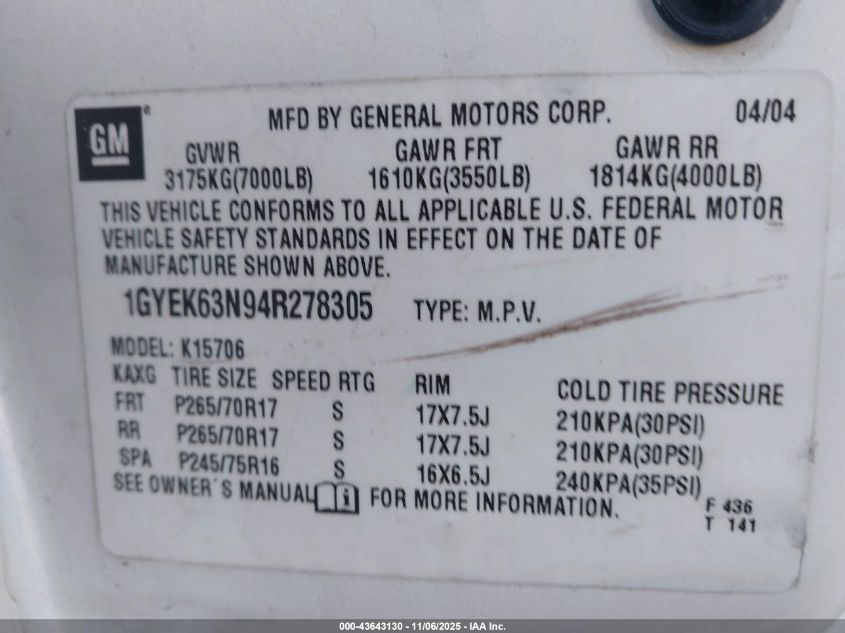 GM ® MFD BY GENERAL MOTORS CORP. 04/04
GVWR GAWR FRT GAWR RR
3175KG(7000LB) 1610KG(3550LB) 1814KG(4000LB)
THIS VEHICLE CONFORMS TO ALL APPLICABLE U.S. FEDERAL MOTOR
VEHICLE SAFETY STANDARDS IN EFFECT ON THE DATE OF
MANUFACTURE SHOWN ABOVE.
1GYEK63N94R278305 TYPE: M.P.V.
MODEL: K15706
KAXG TIRE SIZE SPEED RTG RIM COLD TIRE PRESSURE
FRT P265/70R17 S 17X7.5J 210KPA(30PSI)
RR P265/70R17 S 17X7.5J 210KPA(30PSI)
SPA P245/75R16 S 16X6.5J 240KPA(35PSI)
SEE OWNER´S MANUAL i FOR MORE INFORMATION.
F 436
T 141
000-43643130 - 11/06/2025 - IAA Inc.